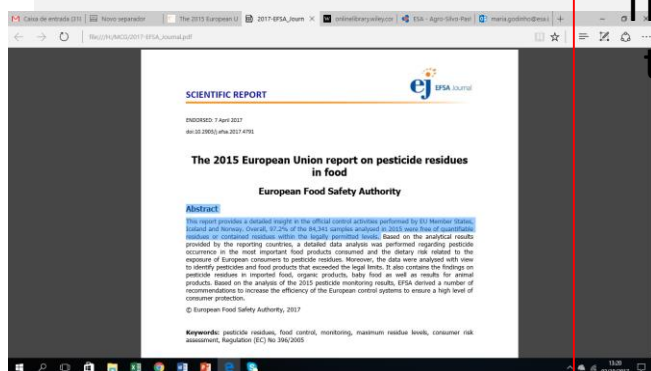 Caixa de entrada (31)
Novo separador
The 2015 European U
2017-EFSA_Journ
onlinelibrary.wiley.co
ESA - Agro-Silvo-Past
maria.godinho@esa.i
SCIENTIFIC REPORT
ej EFSA Journal
ENDORSED: 7 April 2017
doi:10.2903/j.efsa.2017.4791
The 2015 European Union report on pesticide residues
in food
European Food Safety Authority
Abstract
This report provides a detailed insight in the official control activities performed by EU Member States,
Iceland and Norway. Overall, 97.2% of the 84,341 samples analysed in 2015 were free of quantifiable
residues or contained residues within the legally permitted levels. Based on the analytical results
provided by the reporting countries, a detailed data analysis was performed regarding pesticide
occurrence in the most important food products consumed and the dietary risk related to the
exposure of European consumers to pesticide residues. Moreover, the data were analysed with view
to identify pesticides and food products that exceeded the legal limits. It also contains the findings on
pesticide residues in imported food, organic products, baby food as well as results for animal
products. Based on the analysis of the 2015 pesticide monitoring results, EFSA derived a number of
recommendations to increase the efficiency of the European control systems to ensure a high level of
consumer protection.
© European Food Safety Authority, 2017
Keywords: pesticide residues, food control, monitoring, maximum residue levels, consumer risk
assessment, Regulation (EC) No 396/2005
13:20